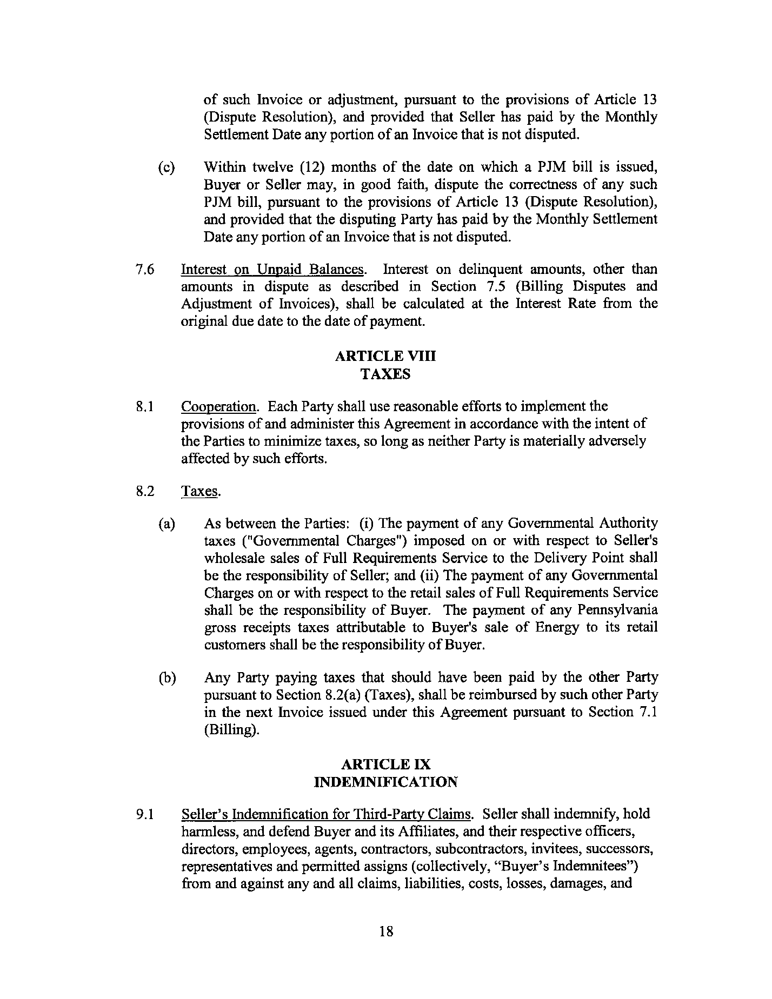 of such Invoice or adjustment, pursuant to the provisions of Article 13
(Dispute Resolution), and provided that Seller has paid by the Monthly
Settlement Date any portion of an Invoice that is not disputed.
(c) Within twelve (12) months of the date on which a PJM bill is issued,
Buyer or Seller may, in good faith, dispute the correctness of any such
PJM bill, pursuant to the provisions of Article 13 (Dispute Resolution),
and provided that the disputing Party has paid by the Monthly Settlement
Date any portion of an Invoice that is not disputed.
7.6 Interest on Unpaid Balances. Interest on delinquent amounts, other than
amounts in dispute as described in Section 7.5 (Billing Disputes and
Adjustment of Invoices), shall be calculated at the Interest Rate from the
original due date to the date of payment.
ARTICLE VIII
TAXES
8.1 Cooperation. Each Party shall use reasonable efforts to implement the
provisions of and administer this Agreement in accordance with the intent of
the Parties to minimize taxes, so long as neither Party is materially adversely
affected by such efforts.
8.2 Taxes.
(a) As between the Parties: (i) The payment of any Governmental Authority
taxes ("Governmental Charges") imposed on or with respect to Seller's
wholesale sales of Full Requirements Service to the Delivery Point shall
be the responsibility of Seller; and (ii) The payment of any Governmental
Charges on or with respect to the retail sales of Full Requirements Service
shall be the responsibility of Buyer. The payment of any Pennsylvania
gross receipts taxes attributable to Buyer's sale of Energy to its retail
customers shall be the responsibility of Buyer.
(b) Any Party paying taxes that should have been paid by the other Party
pursuant to Section 8.2(a) (Taxes), shall be reimbursed by such other Party
in the next Invoice issued under this Agreement pursuant to Section 7.1
(Billing).
ARTICLE IX
INDEMNIFICATION
9.1 Seller’s Indemnification for Third-Party Claims. Seller shall indemnify, hold
harmless, and defend Buyer and its Affiliates, and their respective officers,
directors, employees, agents, contractors, subcontractors, invitees, successors,
representatives and permitted assigns (collectively, “Buyer’s Indemnitees”)
from and against any and all claims, liabilities, costs, losses, damages, and
18